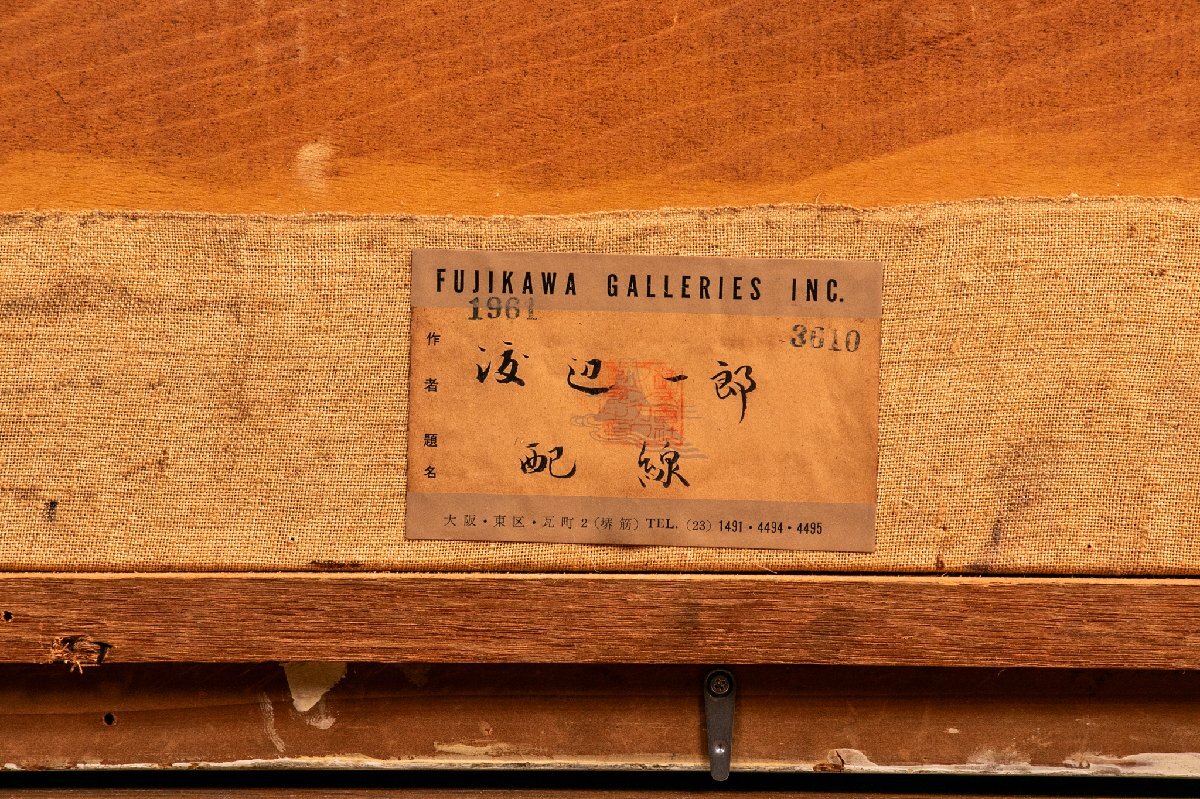 FUJIKAWA GALLERIES INC.
1961
3610
作者 渡辺一郎
題名 配線
大阪・東区・瓦町2(堺筋) TEL. (23) 1491・4494・4495